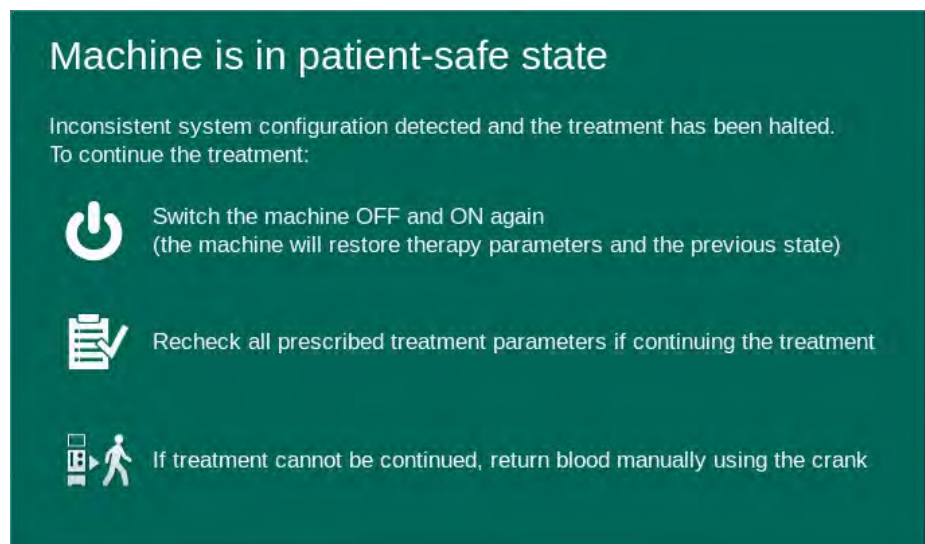 Machine is in patient-safe state
Inconsistent system configuration detected and the treatment has been halted.
To continue the treatment:
Switch the machine OFF and ON again
(the machine will restore therapy parameters and the previous state)
Recheck all prescribed treatment parameters if continuing the treatment
If treatment cannot be continued, return blood manually using the crank